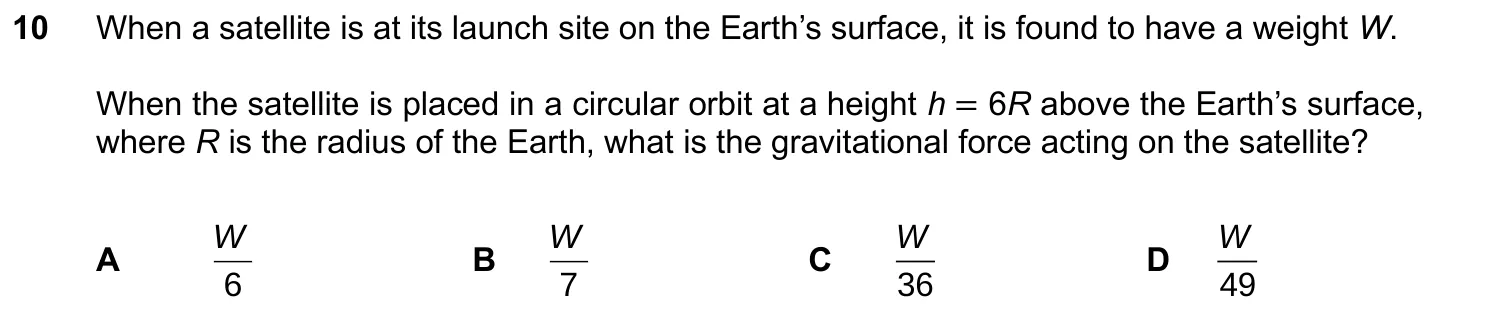 10 When a satellite is at its launch site on the Earth’s surface, it is found to have a weight W.
When the satellite is placed in a circular orbit at a height h = 6R above the Earth’s surface,
where R is the radius of the Earth, what is the gravitational force acting on the satellite?
A W/6 B W/7 C W/36 D W/49